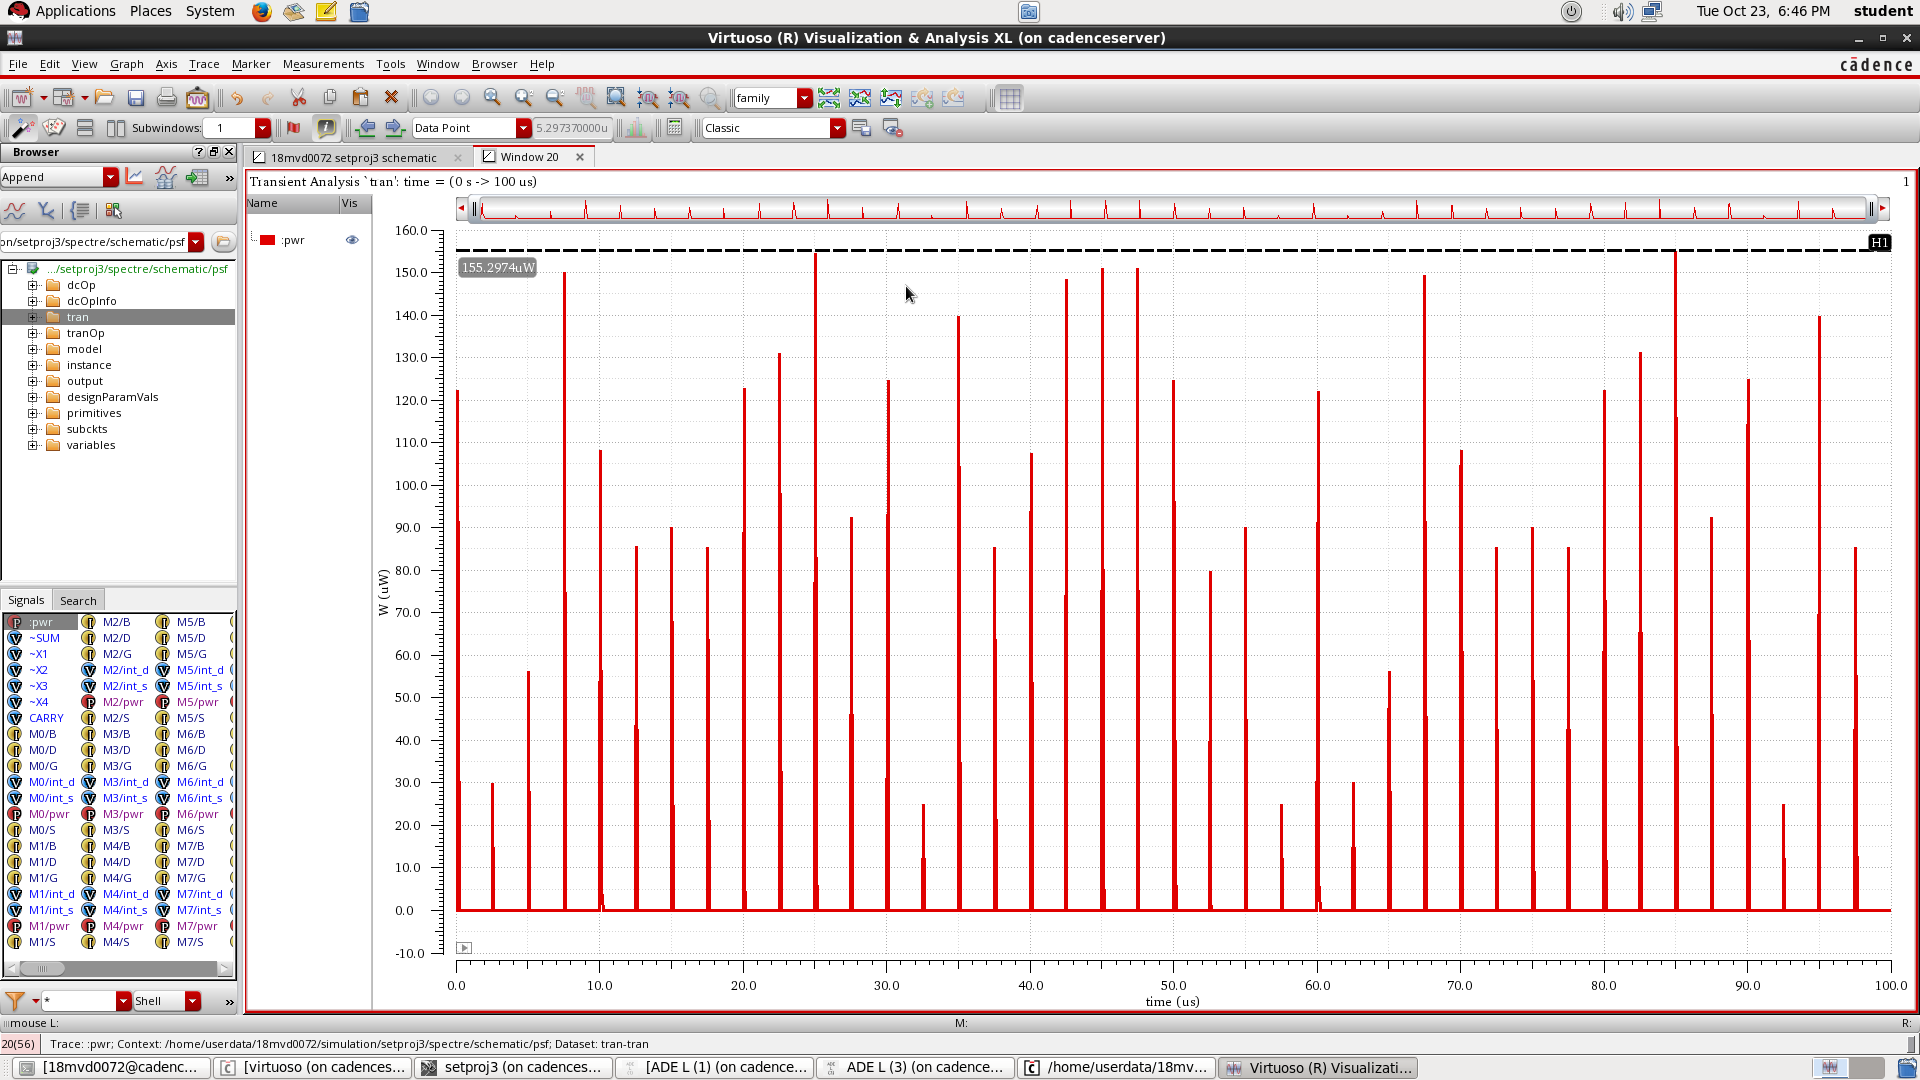 Applications Places System Tue Oct 23, 6:46 PM student
Virtuoso (R) Visualization & Analysis XL (on cadenceserver)
File Edit View Graph Axis Trace Marker Measurements Tools Window Browser Help cādence
family
Subwindows: 1 Data Point 5.297370000u Classic
Browser
18mvd0072 setproj3 schematic Window 20
Append
on/setproj3/spectre/schematic/psf
.../setproj3/spectre/schematic/psf
dcOp
dcOpInfo
tran
tranOp
model
instance
output
designParamVals
primitives
subckts
variables
Signals Search
:pwr M2/B M5/B
~SUM M2/D M5/D
~X1 M2/G M5/G
~X2 M2/int_d M5/int_d
~X3 M2/int_s M5/int_s
~X4 M2/pwr M5/pwr
CARRY M2/S M5/S
M0/B M3/B M6/B
M0/D M3/D M6/D
M0/G M3/G M6/G
M0/int_d M3/int_d M6/int_d
M0/int_s M3/int_s M6/int_s
M0/pwr M3/pwr M6/pwr
M0/S M3/S M6/S
M1/B M4/B M7/B
M1/D M4/D M7/D
M1/G M4/G M7/G
M1/int_d M4/int_d M7/int_d
M1/int_s M4/int_s M7/int_s
M1/pwr M4/pwr M7/pwr
M1/S M4/S M7/S
* Shell
Transient Analysis `tran': time = (0 s -> 100 us) 1
Name Vis
:pwr
H1
155.2974uW
160.0
150.0
140.0
130.0
120.0
110.0
100.0
90.0
80.0
70.0
60.0
50.0
40.0
30.0
20.0
10.0
0.0
-10.0
W (uW)
0.0 10.0 20.0 30.0 40.0 50.0 60.0 70.0 80.0 90.0 100.0
time (us)
mouse L: M: R:
20(56) Trace: :pwr; Context: /home/userdata/18mvd0072/simulation/setproj3/spectre/schematic/psf; Dataset: tran-tran
[18mvd0072@cadenc... [virtuoso (on cadences... setproj3 (on cadences... [ADE L (1) (on cadence... ADE L (3) (on cadence... /home/userdata/18mv... Virtuoso (R) Visualizati...